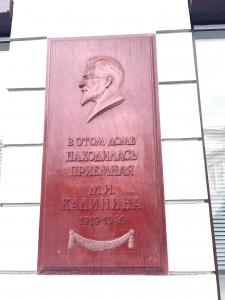 В ЭТОМ ДОМЕ
НАХОДИЛАСЬ
ПРИЕМНАЯ
М.И.
КАЛИНИНА
1919-1946